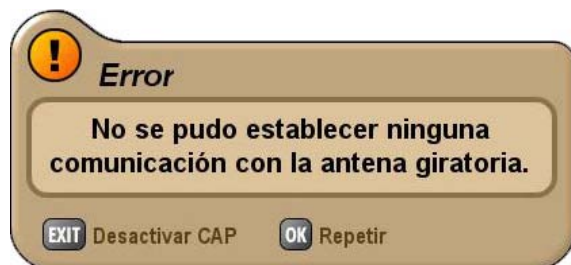 !
Error
No se pudo establecer ninguna
comunicación con la antena giratoria.
EXIT Desactivar CAP OK Repetir